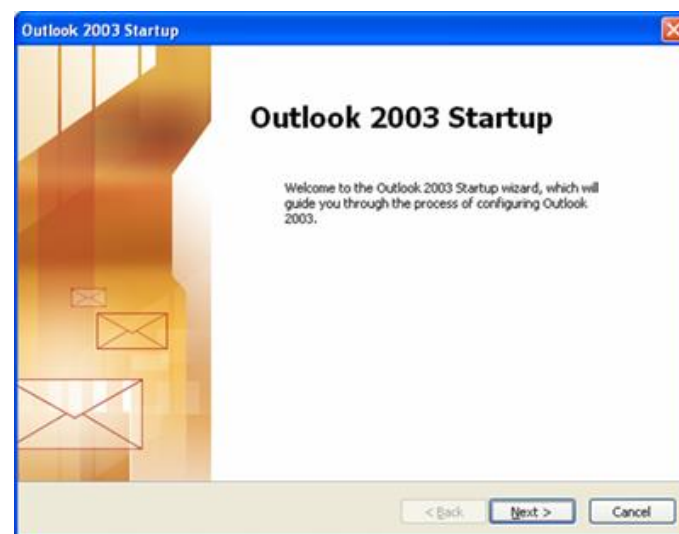 Outlook 2003 Startup
Outlook 2003 Startup
Welcome to the Outlook 2003 Startup wizard, which will
guide you through the process of configuring Outlook
2003.
< Back Next > Cancel